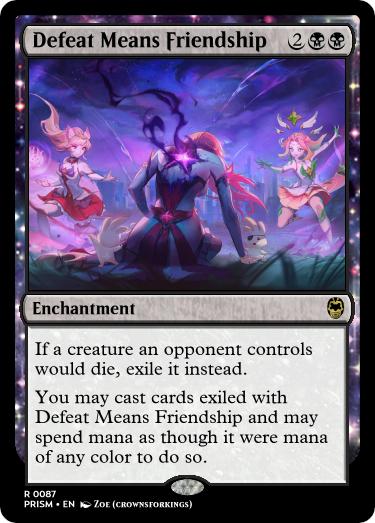 Defeat Means Friendship 2
Enchantment
If a creature an opponent controls
would die, exile it instead.
You may cast cards exiled with
Defeat Means Friendship and may
spend mana as though it were mana
of any color to do so.
R 0087
PRISM • EN Zoe (crownsforkings)